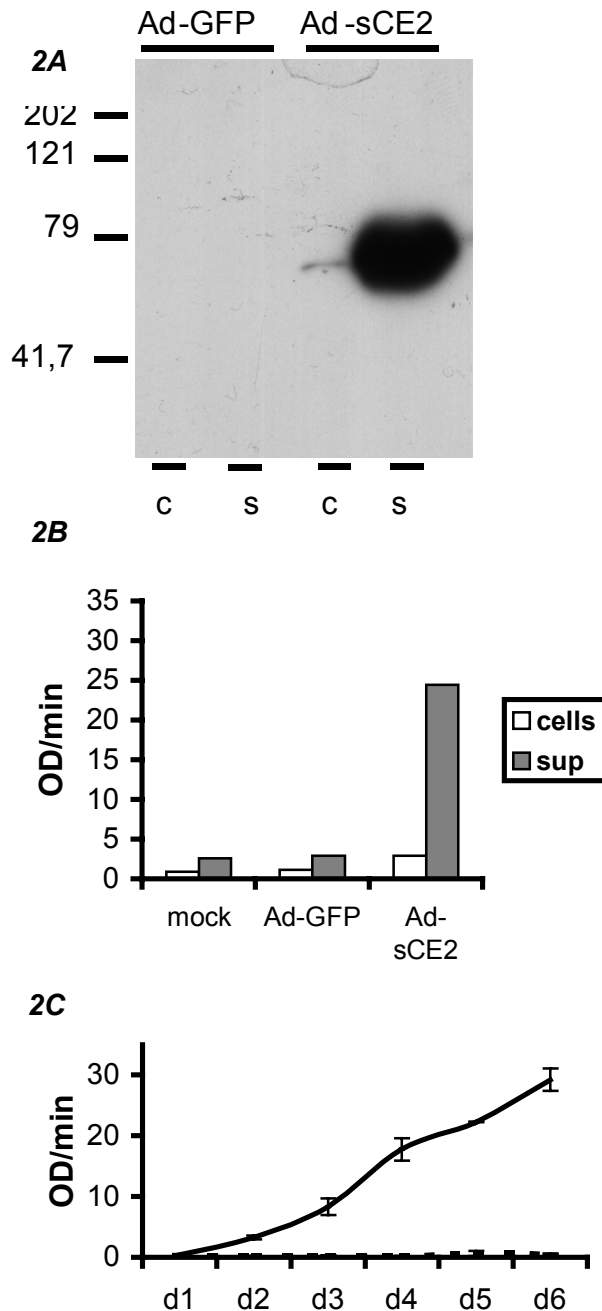 Ad-GFP Ad-sCE2
2A
202
121
79
41,7
c s c s
2B
35
30
25
20
15
10
5
0
OD/min
cells
sup
mock Ad-GFP Ad-
sCE2
2C
30
20
10
0
OD/min
d1 d2 d3 d4 d5 d6